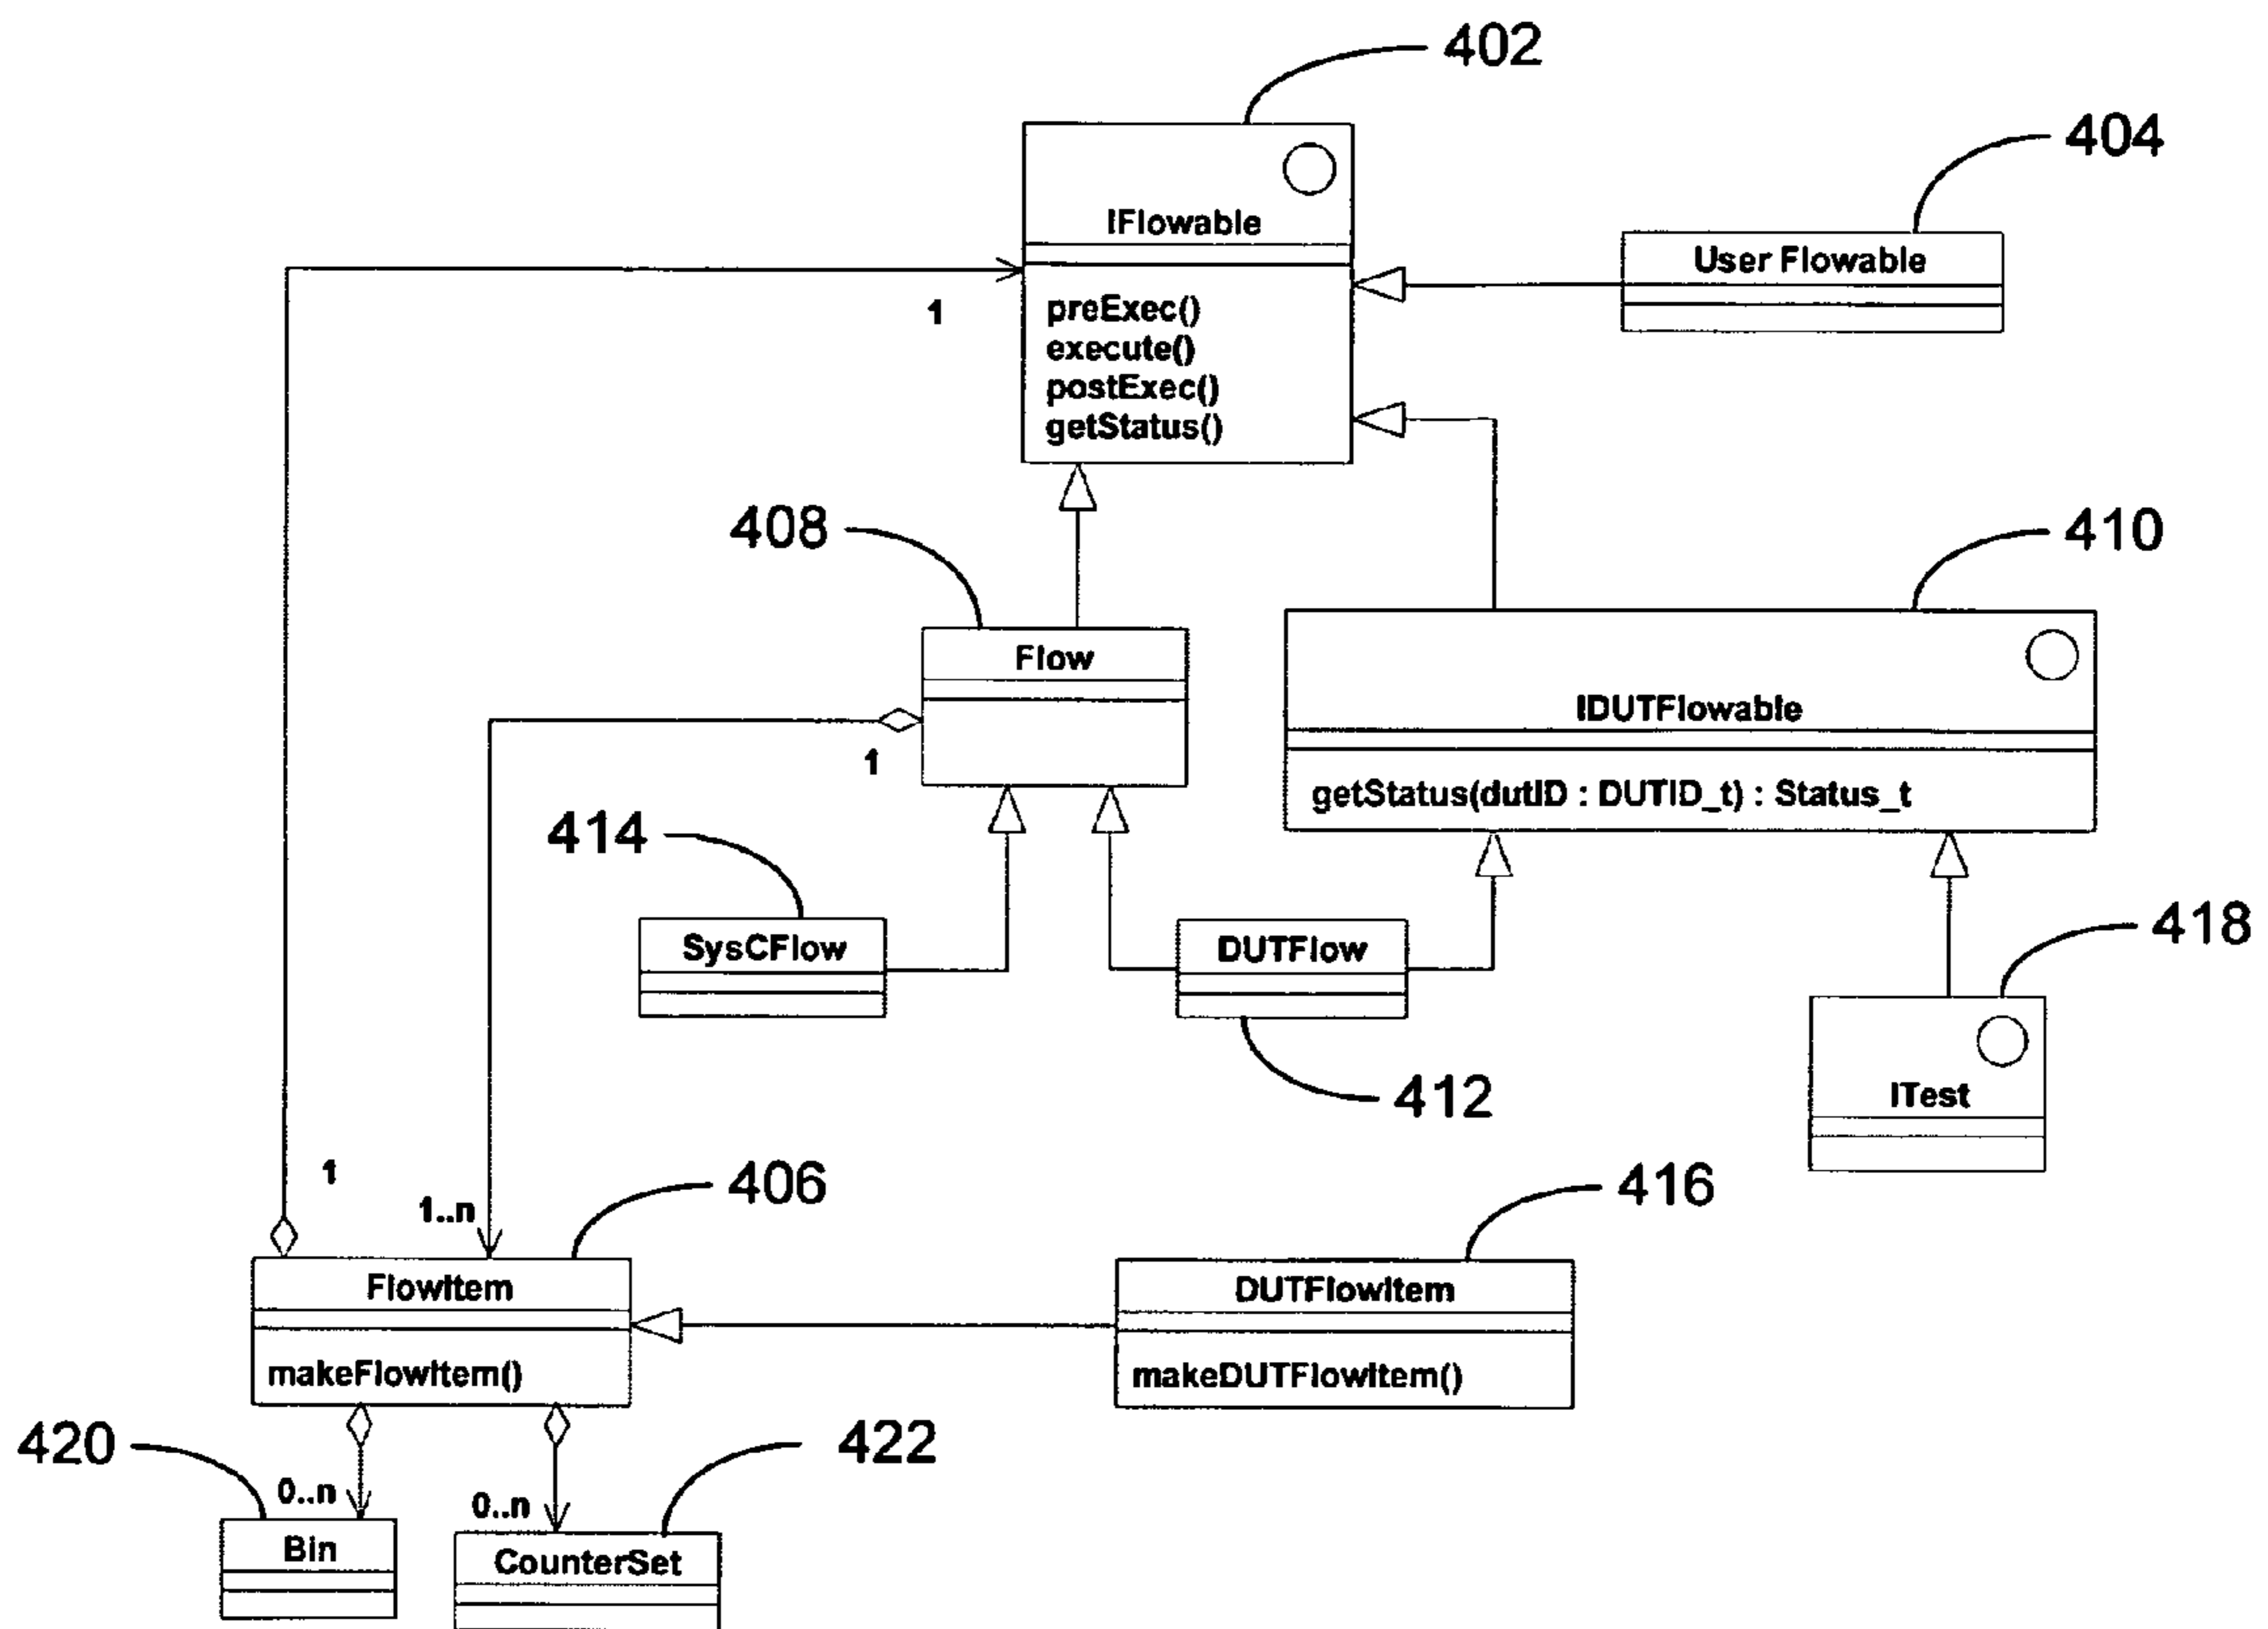 402
404
IFlowable
User Flowable
1
preExec()
execute()
postExec()
getStatus()
408
410
Flow
IDUTFlowable
1
getStatus(dutID : DUTID_t) : Status_t
414
SysCFlow
DUTFlow
418
412
ITest
1
1..n
406
416
FlowItem
DUTFlowItem
makeFlowItem()
makeDUTFlowItem()
420
422
0..n
0..n
Bin
CounterSet